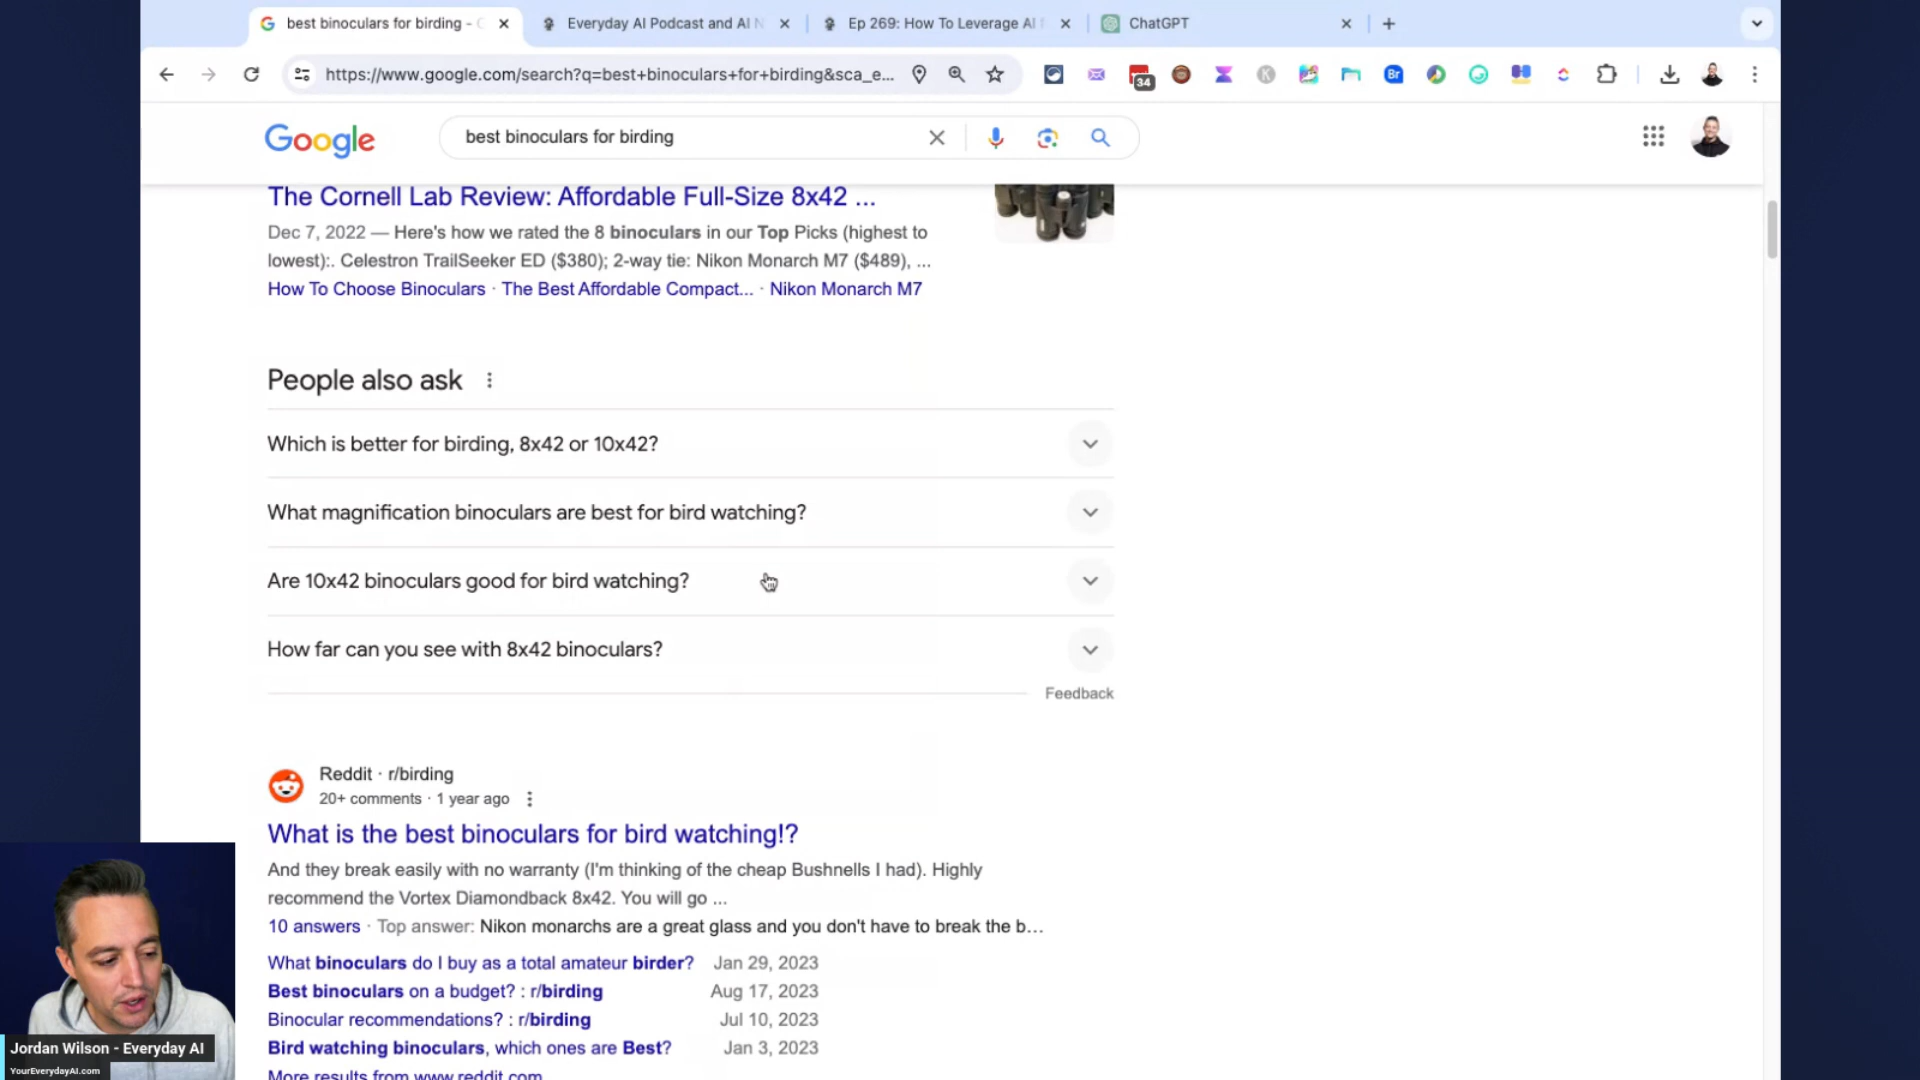 best binoculars for birding -
Everyday AI Podcast and AI N
Ep 269: How To Leverage AI
ChatGPT
https://www.google.com/search?q=best+binoculars+for+birding&sca_e...
34
Br
K
Google
best binoculars for birding
The Cornell Lab Review: Affordable Full-Size 8x42 ...
Dec 7, 2022 — Here's how we rated the 8 binoculars in our Top Picks (highest to
lowest):. Celestron TrailSeeker ED ($380); 2-way tie: Nikon Monarch M7 ($489), ...
How To Choose Binoculars · The Best Affordable Compact... · Nikon Monarch M7
People also ask
Which is better for birding, 8x42 or 10x42?
What magnification binoculars are best for bird watching?
Are 10x42 binoculars good for bird watching?
How far can you see with 8x42 binoculars?
Feedback
Reddit · r/birding
20+ comments · 1 year ago
What is the best binoculars for bird watching!?
And they break easily with no warranty (I'm thinking of the cheap Bushnells I had). Highly
recommend the Vortex Diamondback 8x42. You will go ...
10 answers · Top answer: Nikon monarchs are a great glass and you don't have to break the b...
What binoculars do I buy as a total amateur birder? Jan 29, 2023
Best binoculars on a budget? : r/birding Aug 17, 2023
Binocular recommendations? : r/birding Jul 10, 2023
Bird watching binoculars, which ones are Best? Jan 3, 2023
More results from www.reddit.com
Jordan Wilson - Everyday AI
YourEverydayAI.com